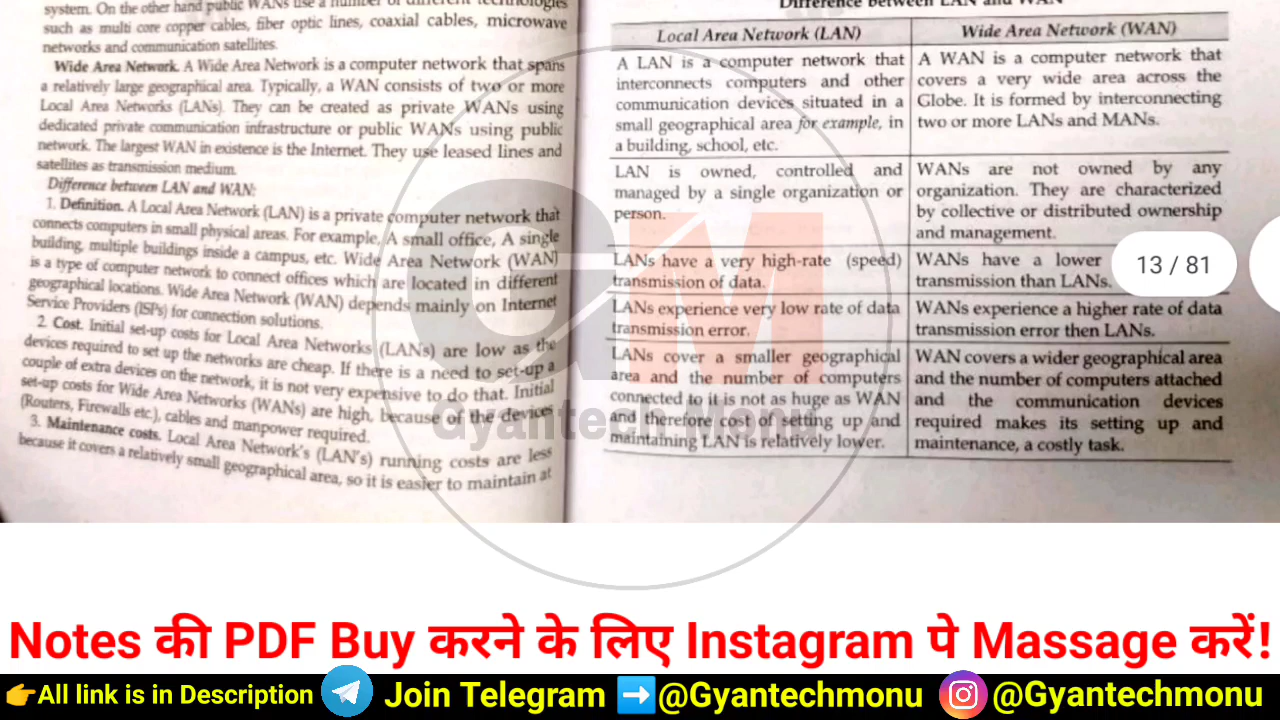 system. On the other hand public WANs use a number of different technologies
such as multi core copper cables, fiber optic lines, coaxial cables, microwave
networks and communication satellites.
Wide Area Network. A Wide Area Network is a computer network that spans
a relatively large geographical area. Typically, a WAN consists of two or more
Local Area Networks (LANs). They can be created as private WANs using
dedicated private communication infrastructure or public WANs using public
network. The largest WAN in existence is the Internet. They use leased lines and
satellites as transmission medium.
Difference between LAN and WAN:
1. Definition. A Local Area Network (LAN) is a private computer network that
connects computers in small physical areas. For example, A small office, A single
building, multiple buildings inside a campus, etc. Wide Area Network (WAN)
is a type of computer network to connect offices which are located in different
geographical locations. Wide Area Network (WAN) depends mainly on Internet
Service Providers (ISPs) for connection solutions.
2. Cost. Initial set-up costs for Local Area Networks (LANs) are low as the
devices required to set up the networks are cheap. If there is a need to set-up a
couple of extra devices on the network, it is not very expensive to do that. Initial
set-up costs for Wide Area Networks (WANs) are high, because of the devices
(Routers, Firewalls etc.), cables and manpower required.
3. Maintenance costs. Local Area Network's (LAN's) running costs are less
because it covers a relatively small geographical area, so it is easier to maintain at
Difference between LAN and WAN
Local Area Network (LAN)
Wide Area Network (WAN)
A LAN is a computer network that
interconnects computers and other
communication devices situated in a
small geographical area for example, in
a building, school, etc.
A WAN is a computer network that
covers a very wide area across the
Globe. It is formed by interconnecting
two or more LANs and MANs.
LAN is owned, controlled and
managed by a single organization or
person.
WANs are not owned by any
organization. They are characterized
by collective or distributed ownership
and management.
LANs have a very high-rate (speed)
transmission of data.
WANs have a lower
transmission than LANs.
LANs experience very low rate of data
transmission error.
WANs experience a higher rate of data
transmission error then LANs.
LANs cover a smaller geographical
area and the number of computers
connected to it is not as huge as WAN
and therefore cost of setting up and
maintaining LAN is relatively lower.
WAN covers a wider geographical area
and the number of computers attached
and the communication devices
required makes its setting up and
maintenance, a costly task.
13 / 81
GM
Gyantech Monu
Notes की PDF Buy करने के लिए Instagram पे Massage करें!
All link is in Description
Join Telegram
@Gyantechmonu
@Gyantechmonu